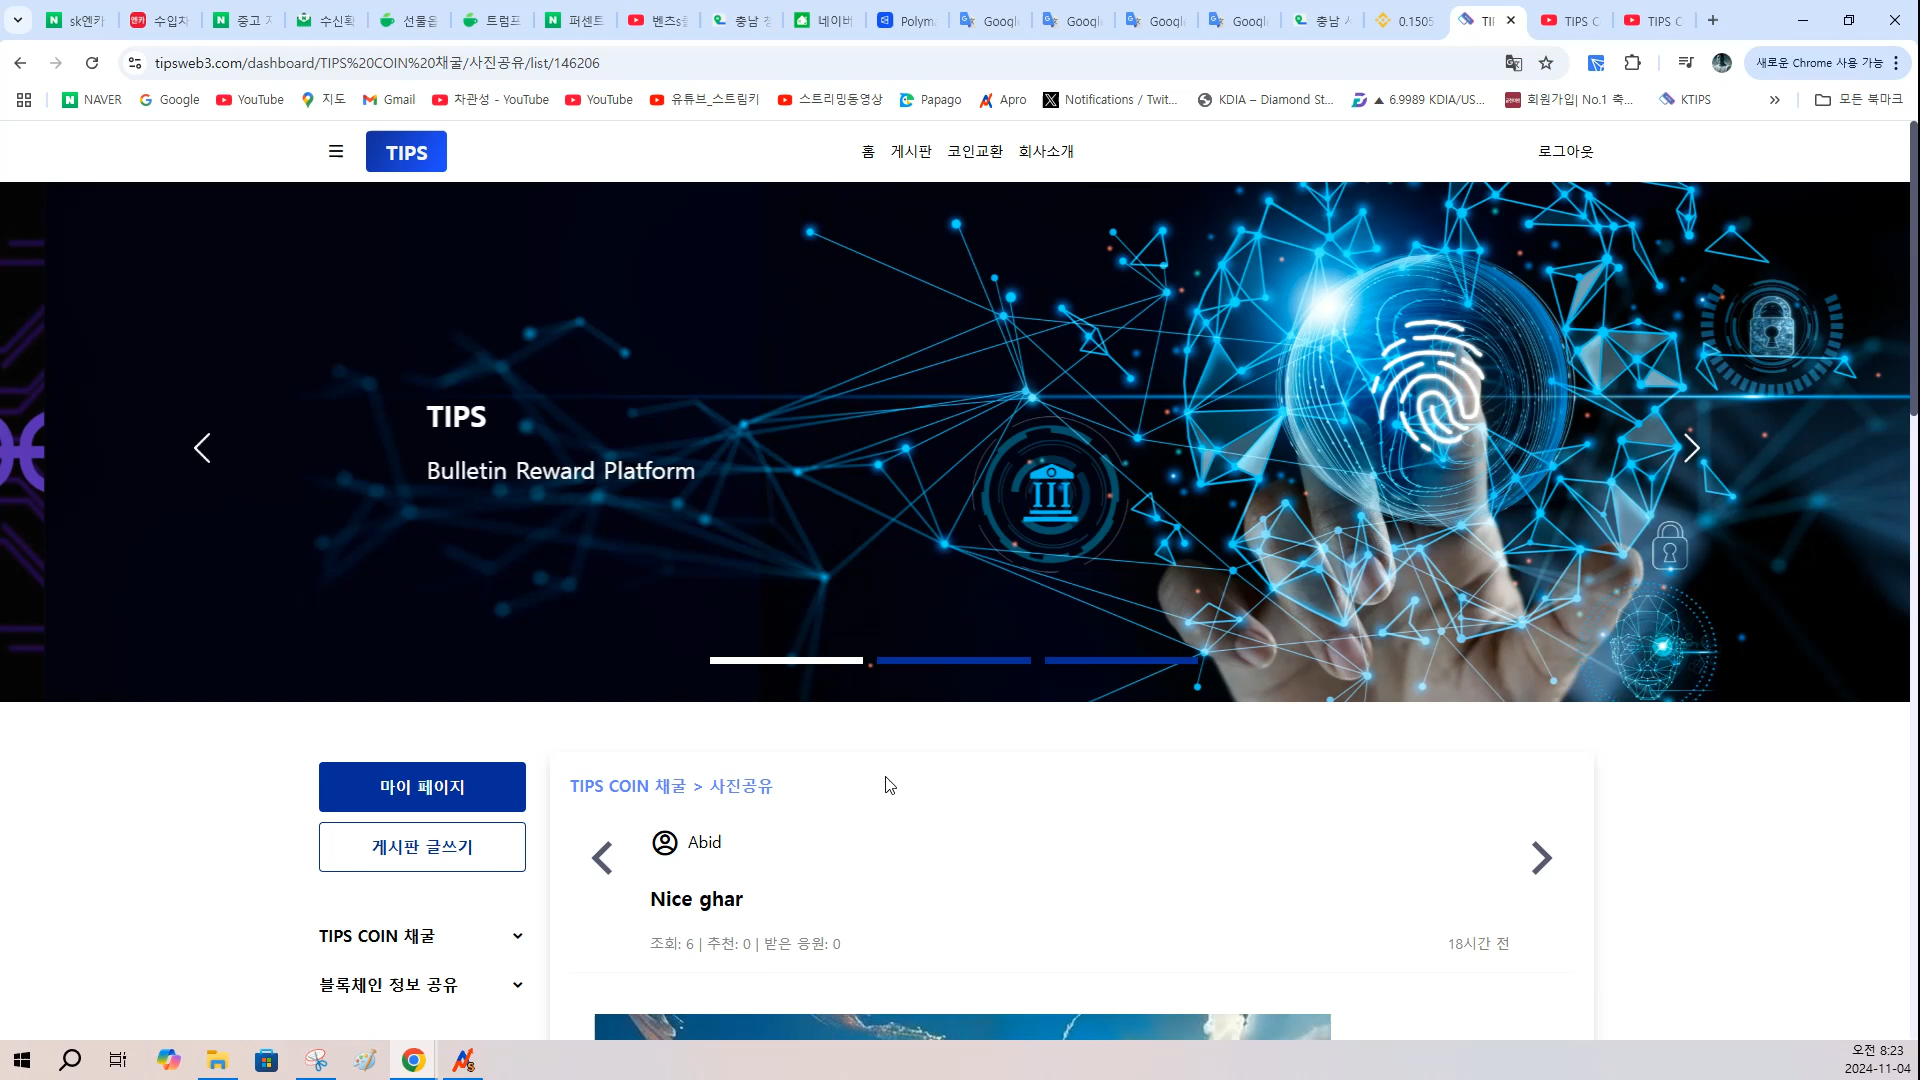 sk엔카
수입차
중고
수신확
선물옵
트럼프
퍼센트
벤츠s
충남
네이버
Polym
Googl
Googl
Googl
Googl
충남
0.1505
TIPS C
TIPS C
tipsweb3.com/dashboard/TIPS%20COIN%20채굴/사진공유/list/146206
새로운 Chrome 사용 가능
NAVER
Google
YouTube
지도
Gmail
차관성 - YouTube
YouTube
유튜브_스트림키
스트리밍동영상
Papago
Apro
Notifications / Twit...
KDIA – Diamond St...
▲ 6.9989 KDIA/US...
회원가입| No.1 축...
KTIPS
모든 북마크
TIPS
홈 게시판 코인교환 회사소개
로그아웃
TIPS
Bulletin Reward Platform
마이 페이지
게시판 글쓰기
TIPS COIN 채굴
블록체인 정보 공유
TIPS COIN 채굴 > 사진공유
Abid
Nice ghar
조회: 6 | 추천: 0 | 받은 응원: 0
18시간 전
오전 8:23
2024-11-04